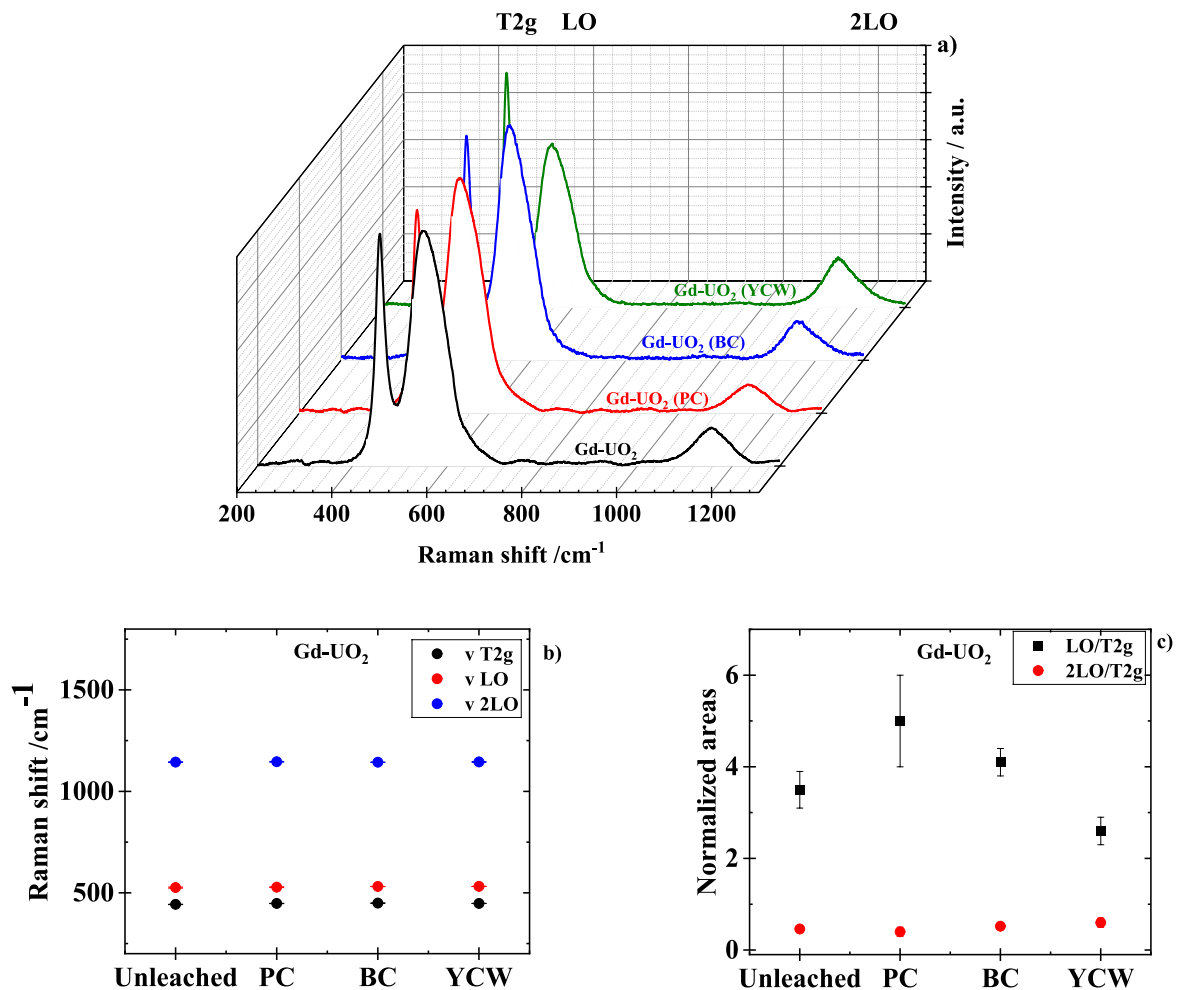 T2g LO 2LO
a)
Intensity / a.u.
Gd-UO₂ (YCW)
Gd-UO₂ (BC)
Gd-UO₂ (PC)
Gd-UO₂
200 400 600 800 1000 1200
Raman shift /cm⁻¹
Gd-UO₂
b)
v T2g
v LO
v 2LO
Raman shift /cm⁻¹
1500
1000
500
Unleached PC BC YCW
Gd-UO₂
c)
LO/T2g
2LO/T2g
Normalized areas
6
4
2
0
Unleached PC BC YCW